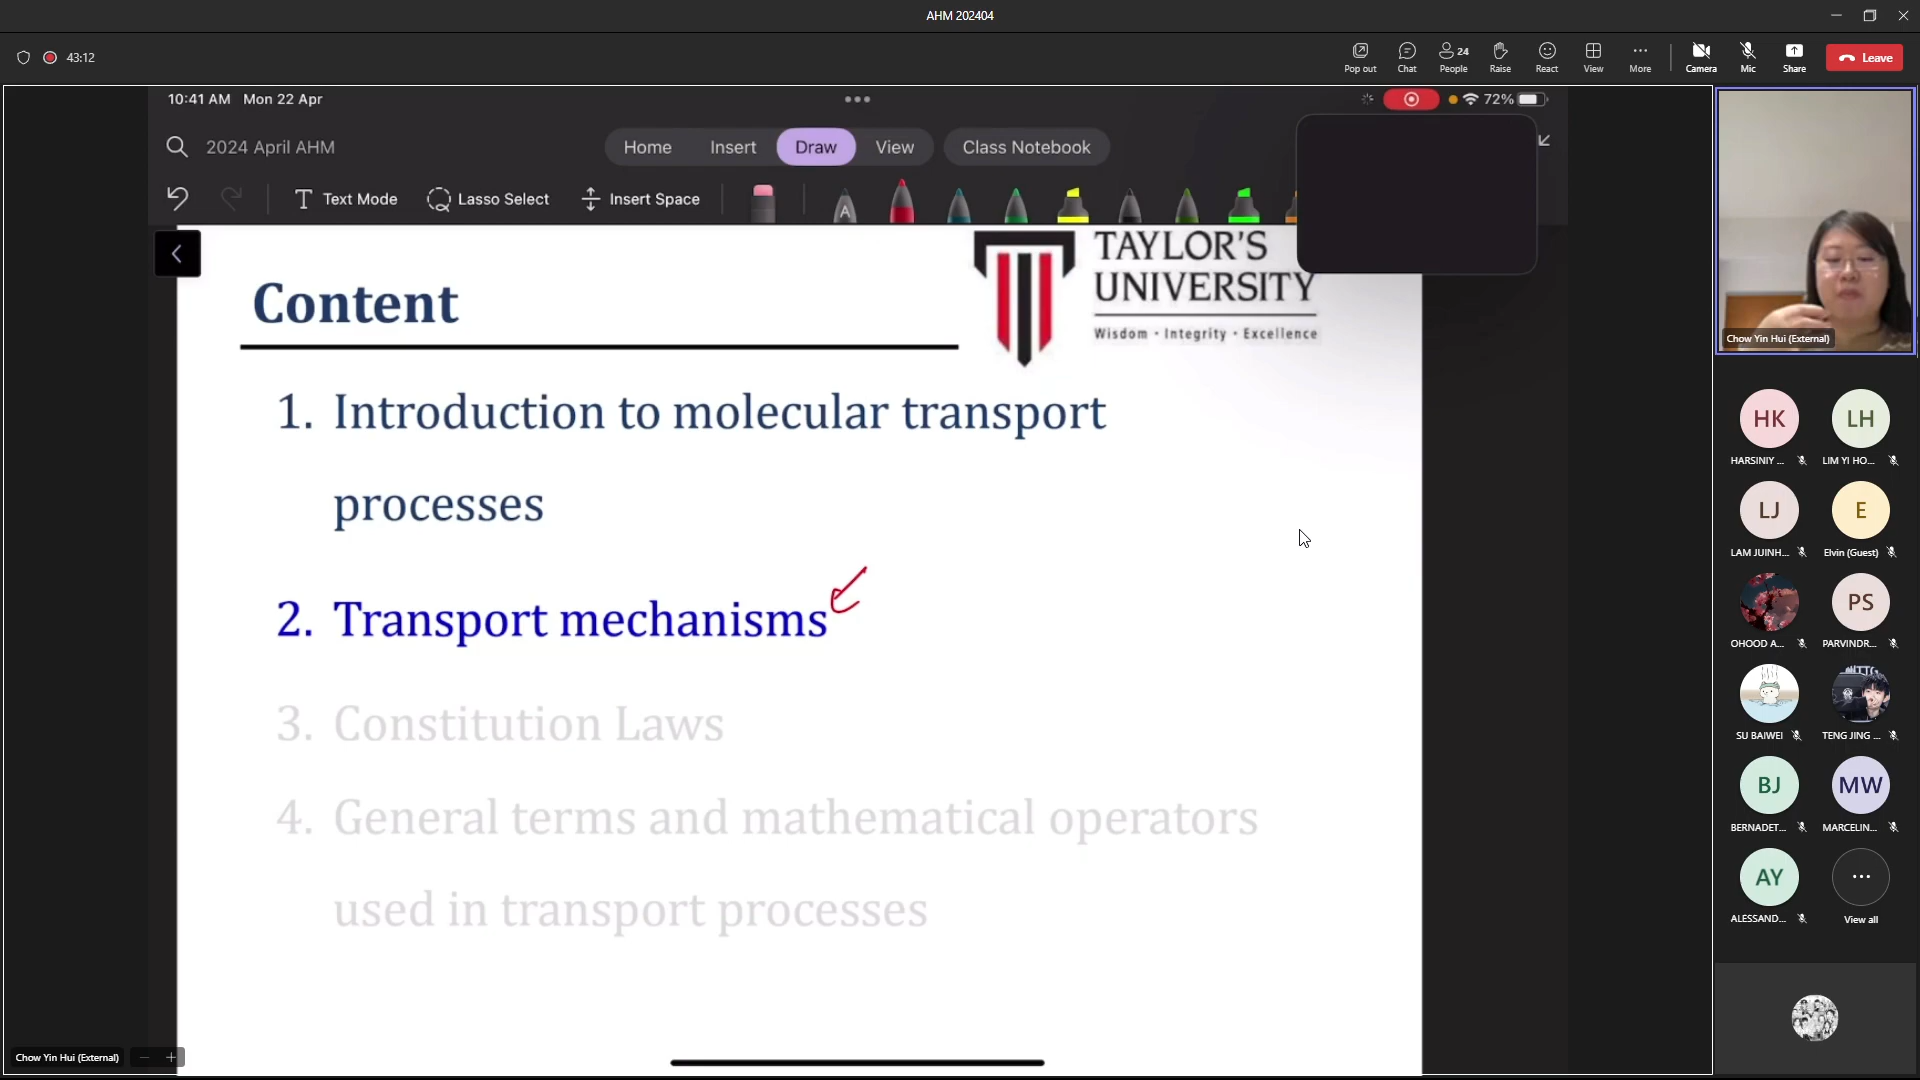 AHM 202404
43:12
Pop out
Chat
24
People
Raise
React
View
More
Camera
Mic
Share
Leave
10:41 AM Mon 22 Apr
72%
2024 April AHM
Home
Insert
Draw
View
Class Notebook
Text Mode
Lasso Select
Insert Space
A
TAYLOR'S
UNIVERSITY
Wisdom · Integrity · Excellence
Content
1. Introduction to molecular transport
processes
2. Transport mechanisms
3. Constitution Laws
4. General terms and mathematical operators
used in transport processes
Chow Yin Hui (External)
HK
HARSINIY ...
LH
LIM YI HO...
LJ
LAM JUINH...
E
Elvin (Guest)
OHOOD A...
PS
PARVINDR...
SU BAIWEI
TENG JING ...
BJ
BERNADET...
MW
MARCELIN...
AY
ALESSAND...
View all
Chow Yin Hui (External)